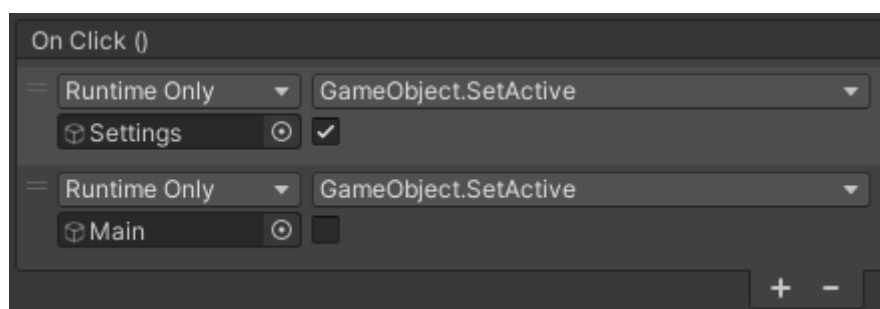 On Click ()
Runtime Only GameObject.SetActive
Settings
Runtime Only GameObject.SetActive
Main
+ −